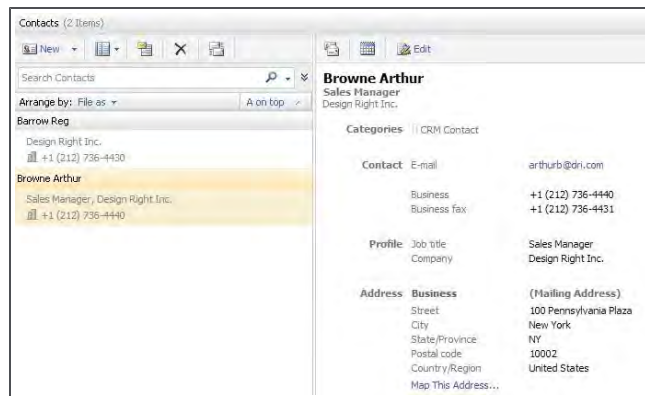 Contacts (2 Items)
New
Search Contacts
Arrange by: File as
A on top
Barrow Reg
Design Right Inc.
+1 (212) 736-4430
Browne Arthur
Sales Manager, Design Right Inc.
+1 (212) 736-4440
Edit
Browne Arthur
Sales Manager
Design Right Inc.
Categories CRM Contact
Contact E-mail arthurb@dri.com
Business +1 (212) 736-4440
Business fax +1 (212) 736-4431
Profile Job title Sales Manager
Company Design Right Inc.
Address Business (Mailing Address)
Street 100 Pennsylvania Plaza
City New York
State/Province NY
Postal code 10002
Country/Region United States
Map This Address...